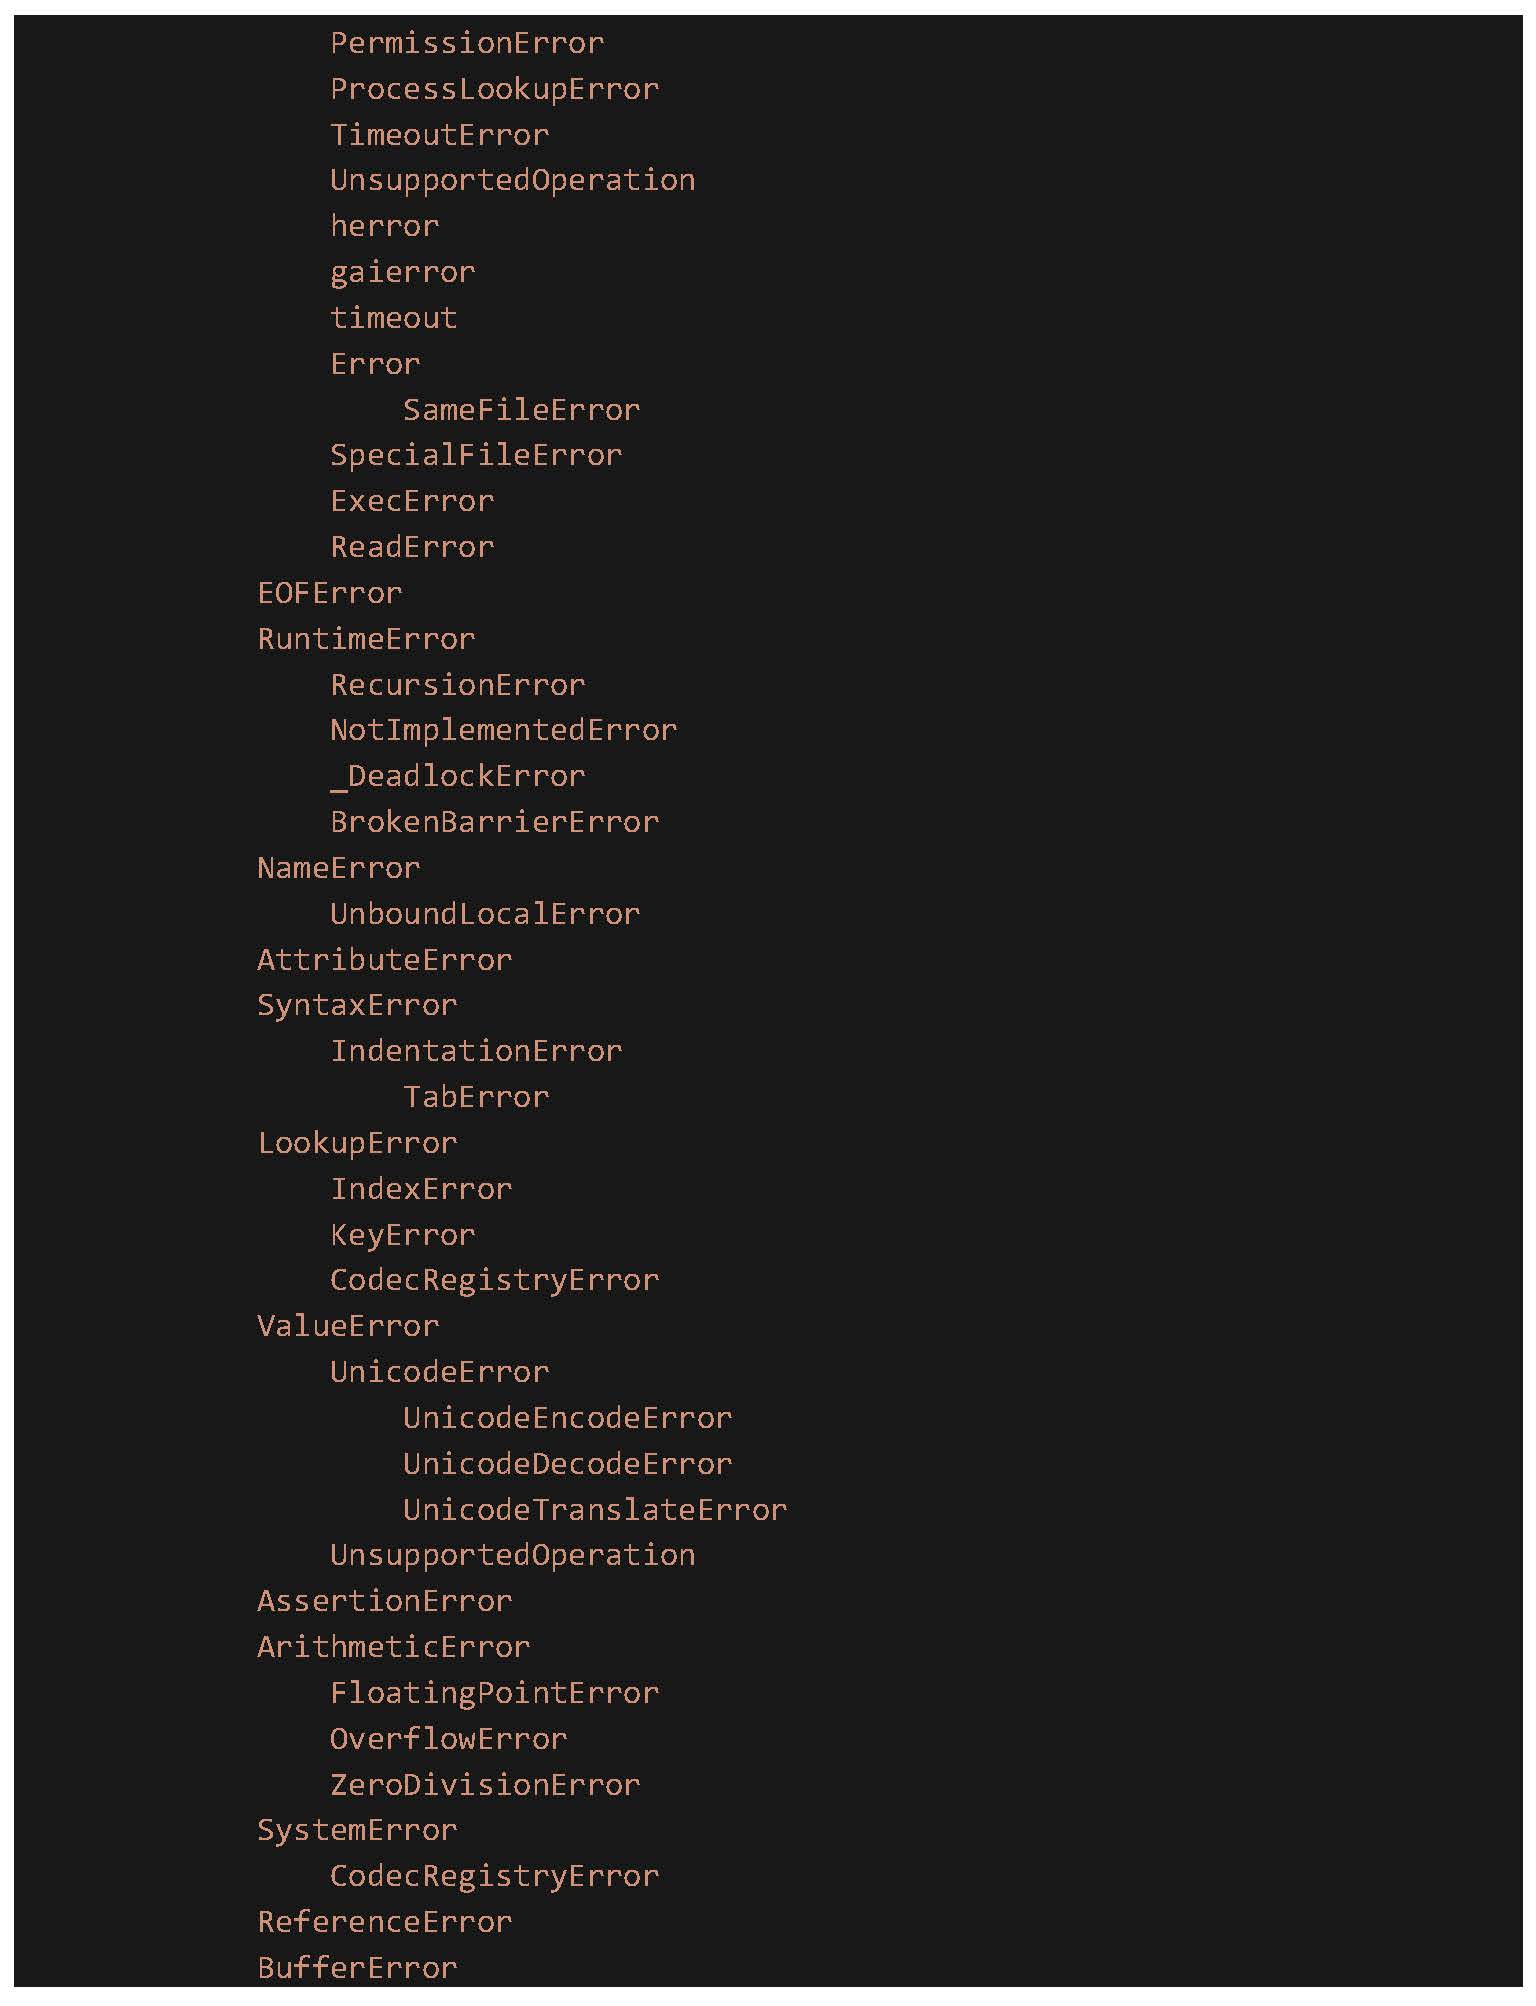 PermissionError
ProcessLookupError
TimeoutError
UnsupportedOperation
herror
gaierror
timeout
Error
SameFileError
SpecialFileError
ExecError
ReadError
EOFError
RuntimeError
RecursionError
NotImplementedError
_DeadlockError
BrokenBarrierError
NameError
UnboundLocalError
AttributeError
SyntaxError
IndentationError
TabError
LookupError
IndexError
KeyError
CodecRegistryError
ValueError
UnicodeError
UnicodeEncodeError
UnicodeDecodeError
UnicodeTranslateError
UnsupportedOperation
AssertionError
ArithmeticError
FloatingPointError
OverflowError
ZeroDivisionError
SystemError
CodecRegistryError
ReferenceError
BufferError